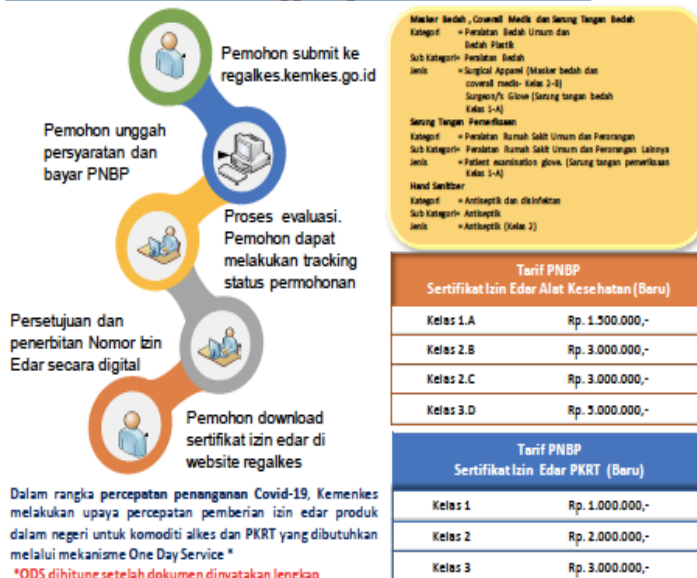 Pemohon submit ke
regalkes.kemkes.go.id
Pemohon unggah
persyaratan dan
bayar PNBP
Proses evaluasi.
Pemohon dapat
melakukan tracking
status permohonan
Persetujuan dan
penerbitan Nomor Izin
Edar secara digital
Pemohon download
sertifikat izin edar di
website regalkes
Dalam rangka percepatan penanganan Covid-19, Kemenkes
melakukan upaya percepatan pemberian izin edar produk
dalam negeri untuk komoditi alkes dan PKRT yang dibutuhkan
melalui mekanisme One Day Service *
*ODS dihitung setelah dokumen dinyatakan lengkap
Masker Bedah , Coverall Medik dan Sarung Tangan Bedah
Kategori = Peralatan Bedah Umum dan
Bedah Plastik
Sub Kategori= Peralatan Bedah
Jenis = Surgical Apparel (Masker bedah dan
coverall medis- Kelas 2-B)
Surgeon/'s Glove (Sarung tangan bedah
Kelas 1-A)
Sarung Tangan Pemeriksaan
Kategori = Peralatan Rumah Sakit Umum dan Perorangan
Sub Kategori= Peralatan Rumah Sakit Umum dan Perorangan Lainnya
Jenis =Patient examination glove. (Sarung tangan pemeriksaan
Kelas 1-A)
Hand Sanitizer
Kategori = Antiseptik dan disinfektan
Sub Kategori= Antiseptik
Jenis =Antiseptik (Kelas 2)
Tarif PNBP
Sertifikat Izin Edar Alat Kesehatan (Baru)
Kelas 1.A Rp. 1.500.000,-
Kelas 2.B Rp. 3.000.000,-
Kelas 2.C Rp. 3.000.000,-
Kelas 3.D Rp. 5.000.000,-
Tarif PNBP
Sertifikat Izin Edar PKRT (Baru)
Kelas 1 Rp. 1.000.000,-
Kelas 2 Rp. 2.000.000,-
Kelas 3 Rp. 3.000.000,-